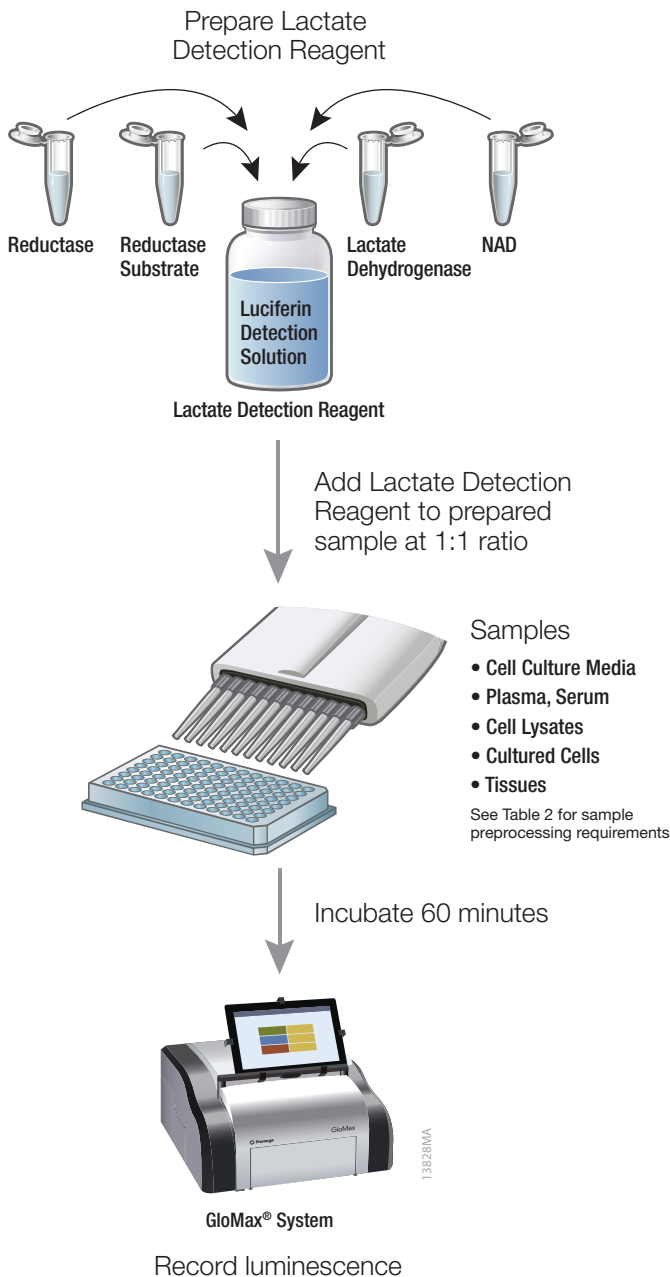 Prepare Lactate
Detection Reagent
Reductase
Reductase
Substrate
Lactate
Dehydrogenase
NAD
Luciferin
Detection
Solution
Lactate Detection Reagent
Add Lactate Detection
Reagent to prepared
sample at 1:1 ratio
Samples
• Cell Culture Media
• Plasma, Serum
• Cell Lysates
• Cultured Cells
• Tissues
See Table 2 for sample
preprocessing requirements
Incubate 60 minutes
Promega
GloMax
13828MA
GloMax® System
Record luminescence